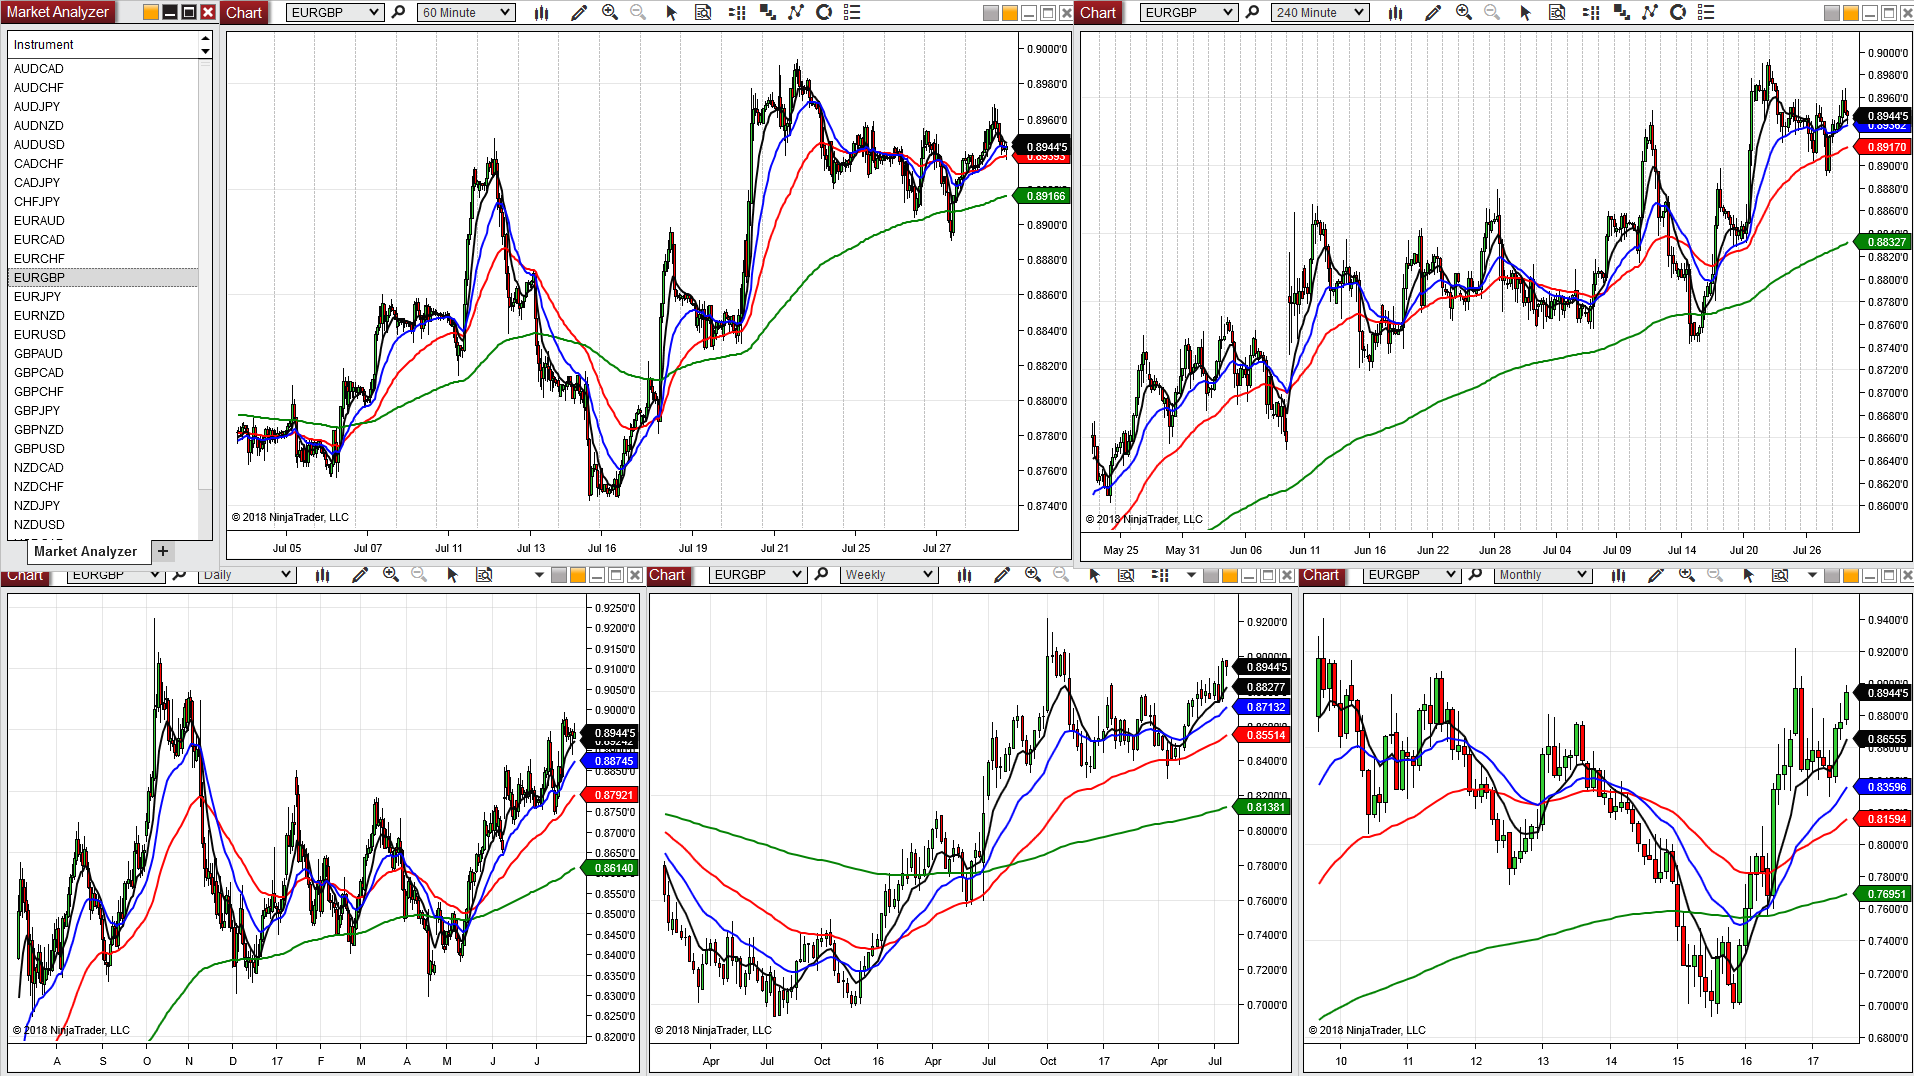 Market Analyzer
Instrument
AUDCAD
AUDCHF
AUDJPY
AUDNZD
AUDUSD
CADCHF
CADJPY
CHFJPY
EURAUD
EURCAD
EURCHF
EURGBP
EURJPY
EURNZD
EURUSD
GBPAUD
GBPCAD
GBPCHF
GBPJPY
GBPNZD
GBPUSD
NZDCAD
NZDCHF
NZDJPY
NZDUSD
Market Analyzer +
Chart EURGBP 60 Minute
0.9000'0
0.8980'0
0.8960'0
0.8944'5
0.89393
0.89166
0.8900'0
0.8880'0
0.8860'0
0.8840'0
0.8820'0
0.8800'0
0.8780'0
0.8760'0
0.8740'0
© 2018 NinjaTrader, LLC
Jul 05 Jul 07 Jul 11 Jul 13 Jul 16 Jul 19 Jul 21 Jul 25 Jul 27
Chart EURGBP 240 Minute
0.9000'0
0.8980'0
0.8960'0
0.8944'5
0.89362
0.89170
0.8900'0
0.8880'0
0.8860'0
0.88327
0.8820'0
0.8800'0
0.8780'0
0.8760'0
0.8740'0
0.8720'0
0.8700'0
0.8680'0
0.8660'0
0.8640'0
0.8620'0
0.8600'0
© 2018 NinjaTrader, LLC
May 25 May 31 Jun 06 Jun 11 Jun 16 Jun 22 Jun 28 Jul 04 Jul 09 Jul 14 Jul 20 Jul 26
Chart EURGBP Daily
0.9250'0
0.9200'0
0.9150'0
0.9100'0
0.9050'0
0.9000'0
0.8944'5
0.89242
0.88745
0.8850'0
0.87921
0.8750'0
0.8700'0
0.8650'0
0.86140
0.8550'0
0.8500'0
0.8450'0
0.8400'0
0.8350'0
0.8300'0
0.8250'0
0.8200'0
© 2018 NinjaTrader, LLC
A S O N D 17 F M A M J J
Chart EURGBP Weekly
0.9200'0
0.8944'5
0.88277
0.87132
0.85514
0.8400'0
0.8200'0
0.81381
0.8000'0
0.7800'0
0.7600'0
0.7400'0
0.7200'0
0.7000'0
© 2018 NinjaTrader, LLC
Apr Jul Oct 16 Apr Jul Oct 17 Apr Jul
Chart EURGBP Monthly
0.9400'0
0.9200'0
0.8944'5
0.8800'0
0.86555
0.83596
0.81594
0.8000'0
0.7800'0
0.76951
0.7600'0
0.7400'0
0.7200'0
0.7000'0
0.6800'0
© 2018 NinjaTrader, LLC
10 11 12 13 14 15 16 17